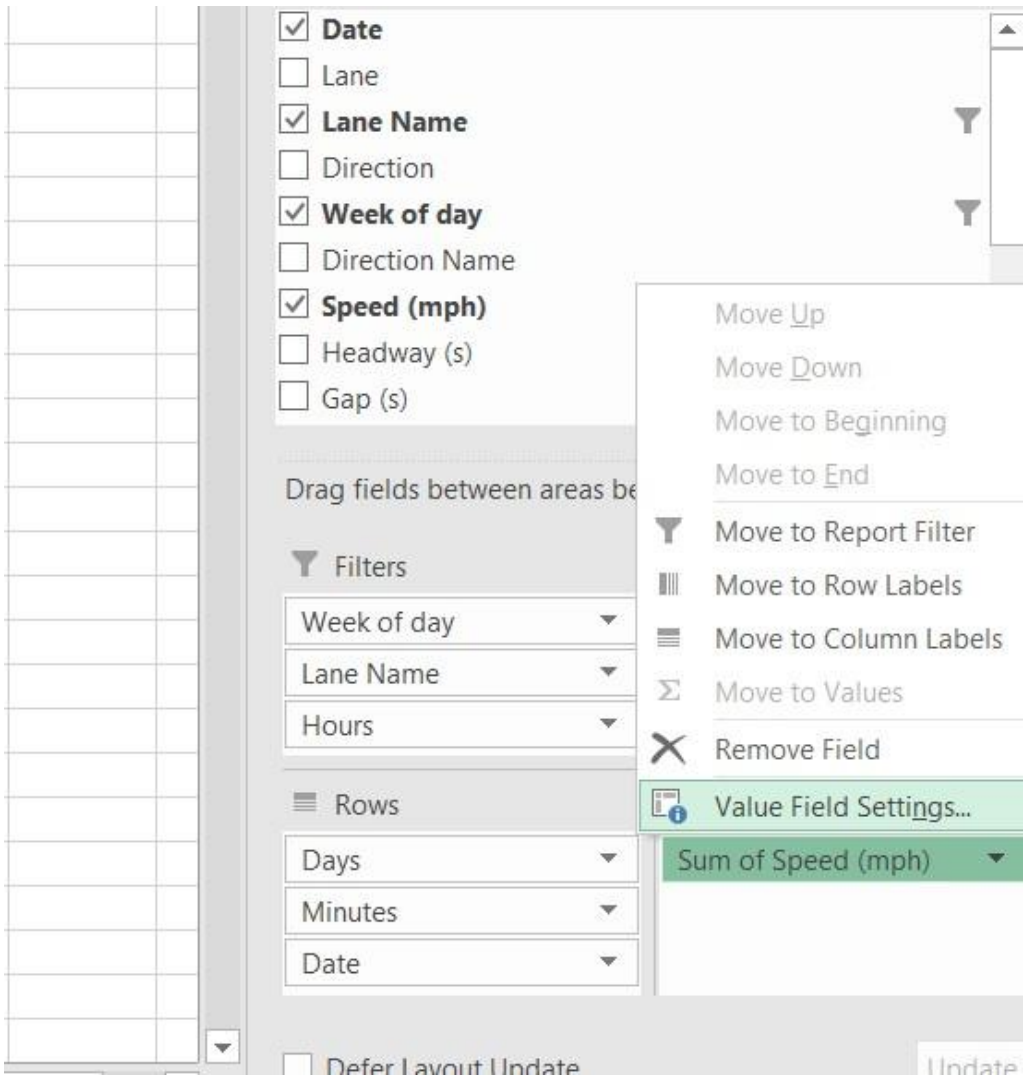 Date
Lane
Lane Name
Direction
Week of day
Direction Name
Speed (mph)
Headway (s)
Gap (s)
Move Up
Move Down
Move to Beginning
Move to End
Move to Report Filter
Move to Row Labels
Move to Column Labels
Move to Values
Remove Field
Value Field Settings...
Drag fields between areas be
Filters
Week of day
Lane Name
Hours
Rows
Days
Minutes
Date
Sum of Speed (mph)
Defer Layout Update
Update